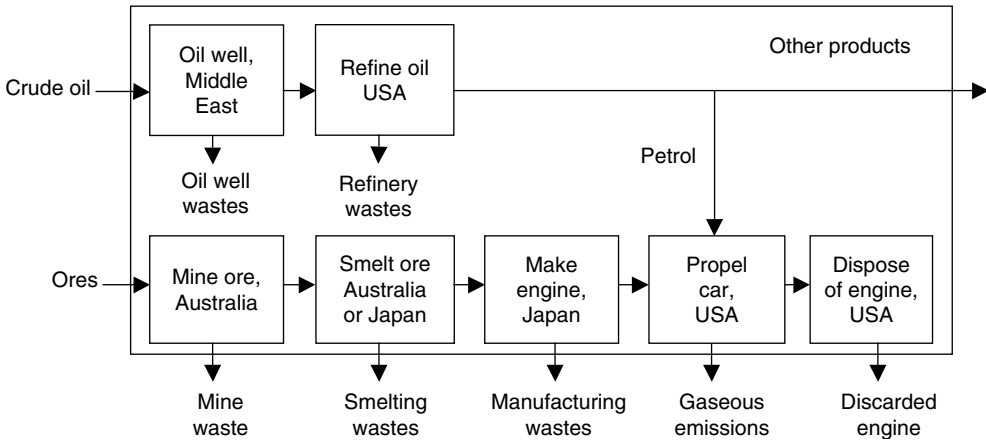 Other products
Crude oil
Oil well,
Middle
East
Refine oil
USA
Petrol
Oil well
wastes
Refinery
wastes
Ores
Mine ore,
Australia
Smelt ore
Australia
or Japan
Make
engine,
Japan
Propel
car,
USA
Dispose
of engine,
USA
Mine
waste
Smelting
wastes
Manufacturing
wastes
Gaseous
emissions
Discarded
engine